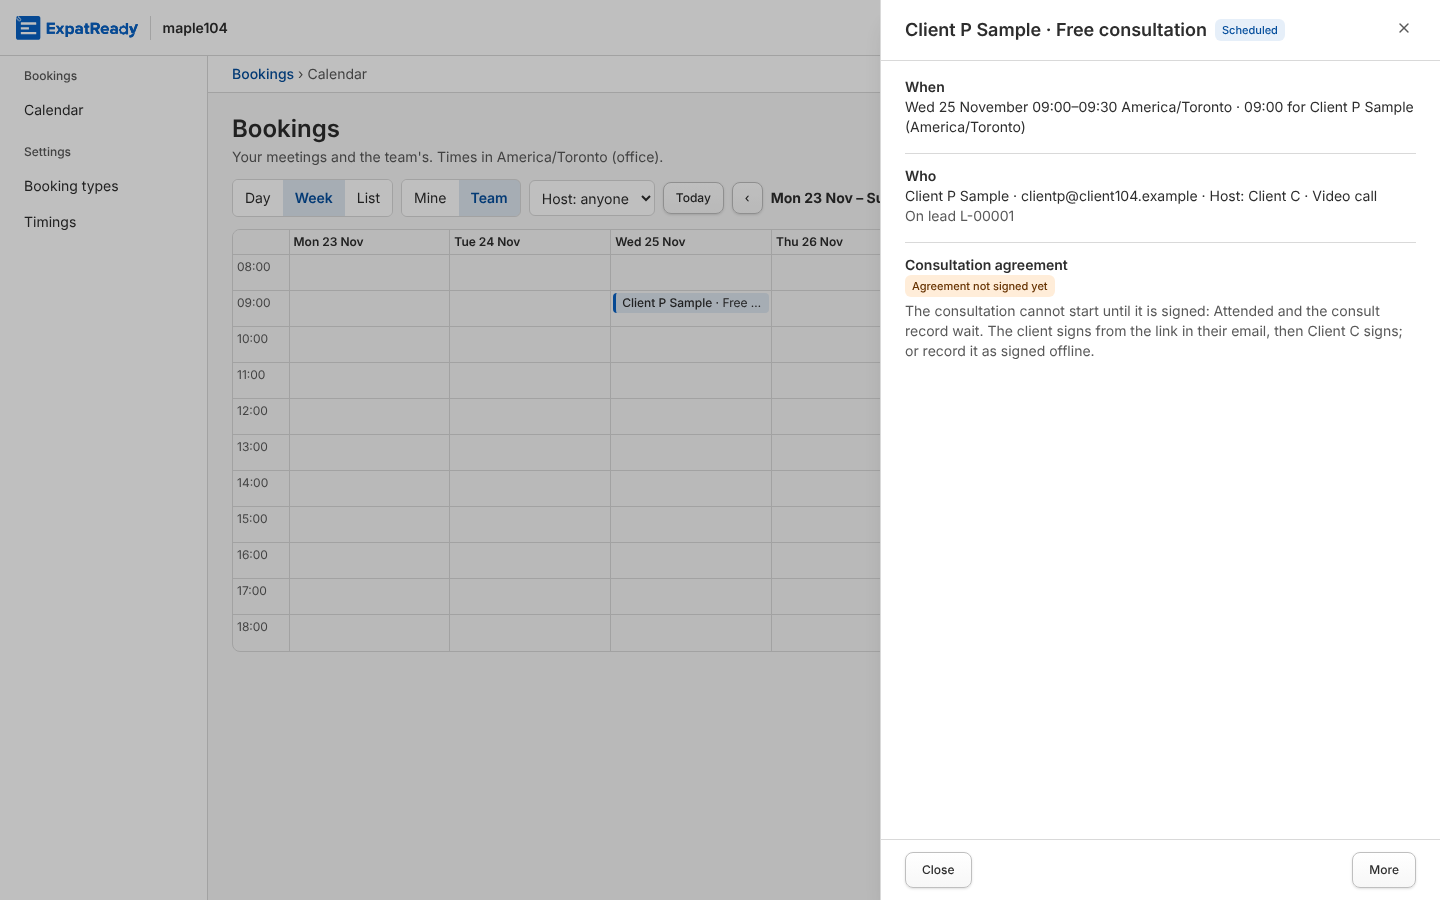 ExpatReady
maple104
Bookings
Calendar
Settings
Booking types
Timings
Bookings › Calendar
Bookings
Your meetings and the team's. Times in America/Toronto (office).
Day Week List Mine Team Host: anyone Today ‹ Mon 23 Nov – Su
Mon 23 Nov Tue 24 Nov Wed 25 Nov Thu 26 Nov
08:00
09:00 Client P Sample · Free ...
10:00
11:00
12:00
13:00
14:00
15:00
16:00
17:00
18:00
Client P Sample · Free consultation Scheduled ×
When
Wed 25 November 09:00–09:30 America/Toronto · 09:00 for Client P Sample
(America/Toronto)
Who
Client P Sample · clientp@client104.example · Host: Client C · Video call
On lead L-00001
Consultation agreement
Agreement not signed yet
The consultation cannot start until it is signed: Attended and the consult
record wait. The client signs from the link in their email, then Client C signs;
or record it as signed offline.
Close More